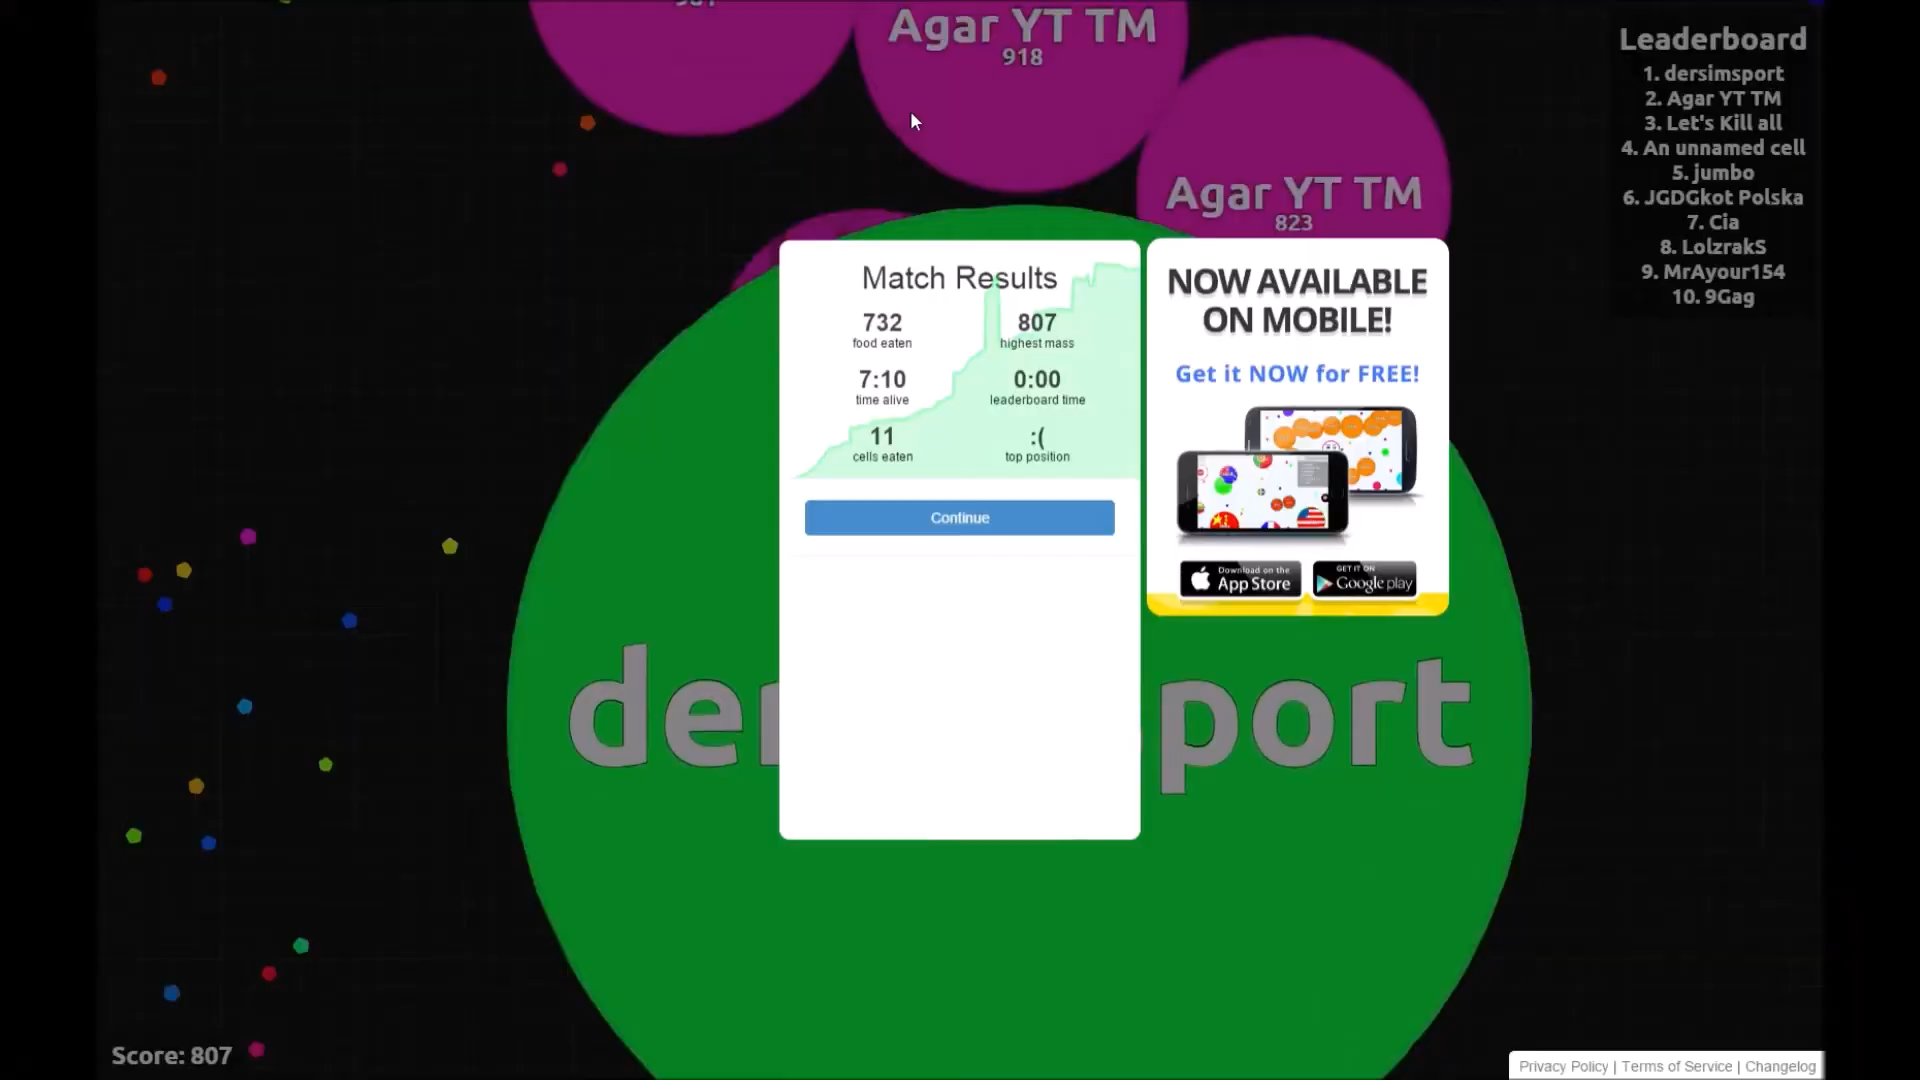 Agar YT TM
918
Agar YT TM
823
Leaderboard
1. dersimsport
2. Agar YT TM
3. Let's Kill all
4. An unnamed cell
5. jumbo
6. JGDGkot Polska
7. Cia
8. LolzrakS
9. MrAyour154
10. 9Gag
Match Results
732
food eaten
807
highest mass
7:10
time alive
0:00
leaderboard time
11
cells eaten
:(
top position
Continue
NOW AVAILABLE
ON MOBILE!
Get it NOW for FREE!
Download on the
App Store
GET IT ON
Google play
Score: 807
Privacy Policy | Terms of Service | Changelog